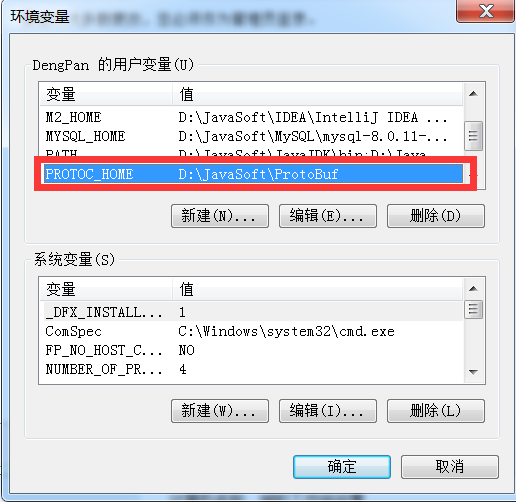 环境变量
DengPan 的用户变量(U)
变量 值
M2_HOME D:\JavaSoft\IDEA\IntelliJ IDEA ...
MYSQL_HOME D:\JavaSoft\MySQL\mysql-8.0.11-...
PATH D:\JavaSoft\JavaJDK\bin;D:\Java...
PROTOC_HOME D:\JavaSoft\ProtoBuf
新建(N)... 编辑(E)... 删除(D)
系统变量(S)
变量 值
_DFX_INSTALL... 1
ComSpec C:\Windows\system32\cmd.exe
FP_NO_HOST_C... NO
NUMBER_OF_PR... 4
新建(W)... 编辑(I)... 删除(L)
确定 取消